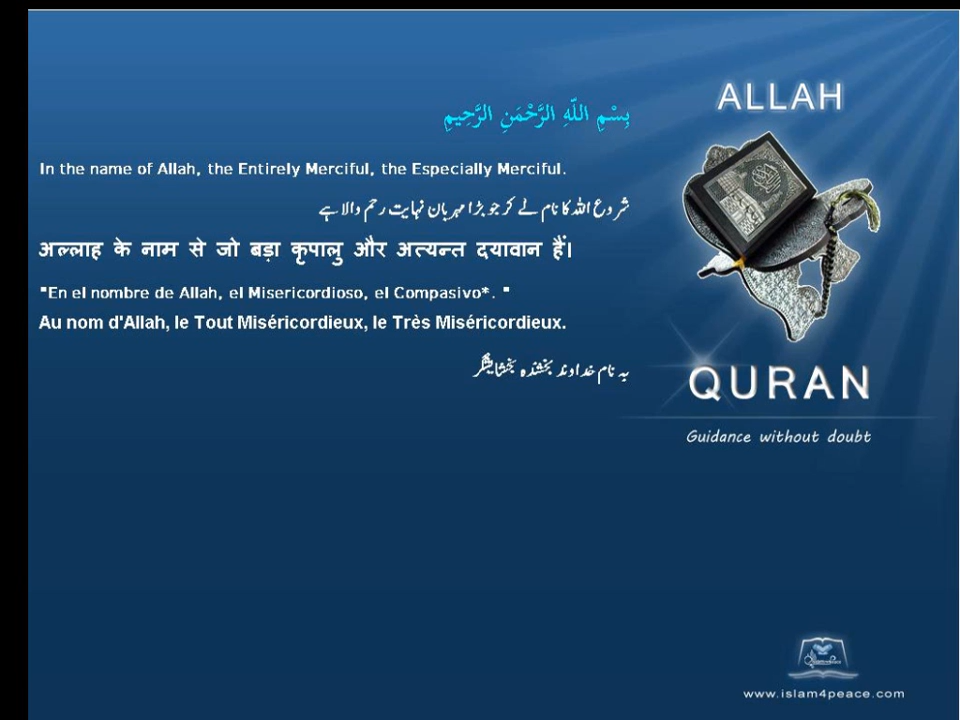 بِسْمِ اللَّهِ الرَّحْمَنِ الرَّحِيمِ
In the name of Allah, the Entirely Merciful, the Especially Merciful.
شروع اللہ کا نام لے کر جو بڑا مہربان نہایت رحم والا ہے
अल्लाह के नाम से जो बड़ा कृपालु और अत्यन्त दयावान हैं।
"En el nombre de Allah, el Misericordioso, el Compasivo*. "
Au nom d'Allah, le Tout Miséricordieux, le Très Miséricordieux.
به نام خداوند بخشنده بخشایشگر
ALLAH
QURAN
Guidance without doubt
www.islam4peace.com